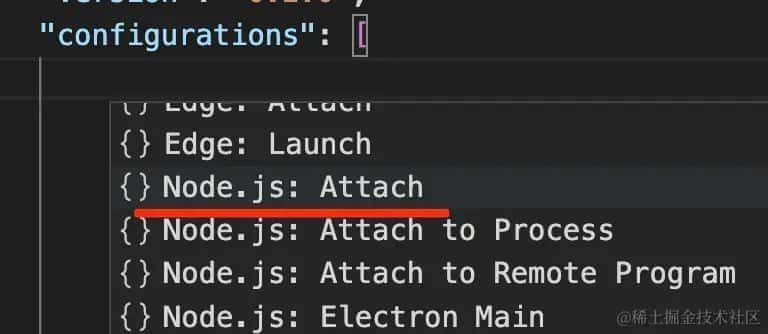 "configurations": [
{} Edge: Attach
{} Edge: Launch
{} Node.js: Attach
{} Node.js: Attach to Process
{} Node.js: Attach to Remote Program
{} Node.js: Electron Main
@稀土掘金技术社区